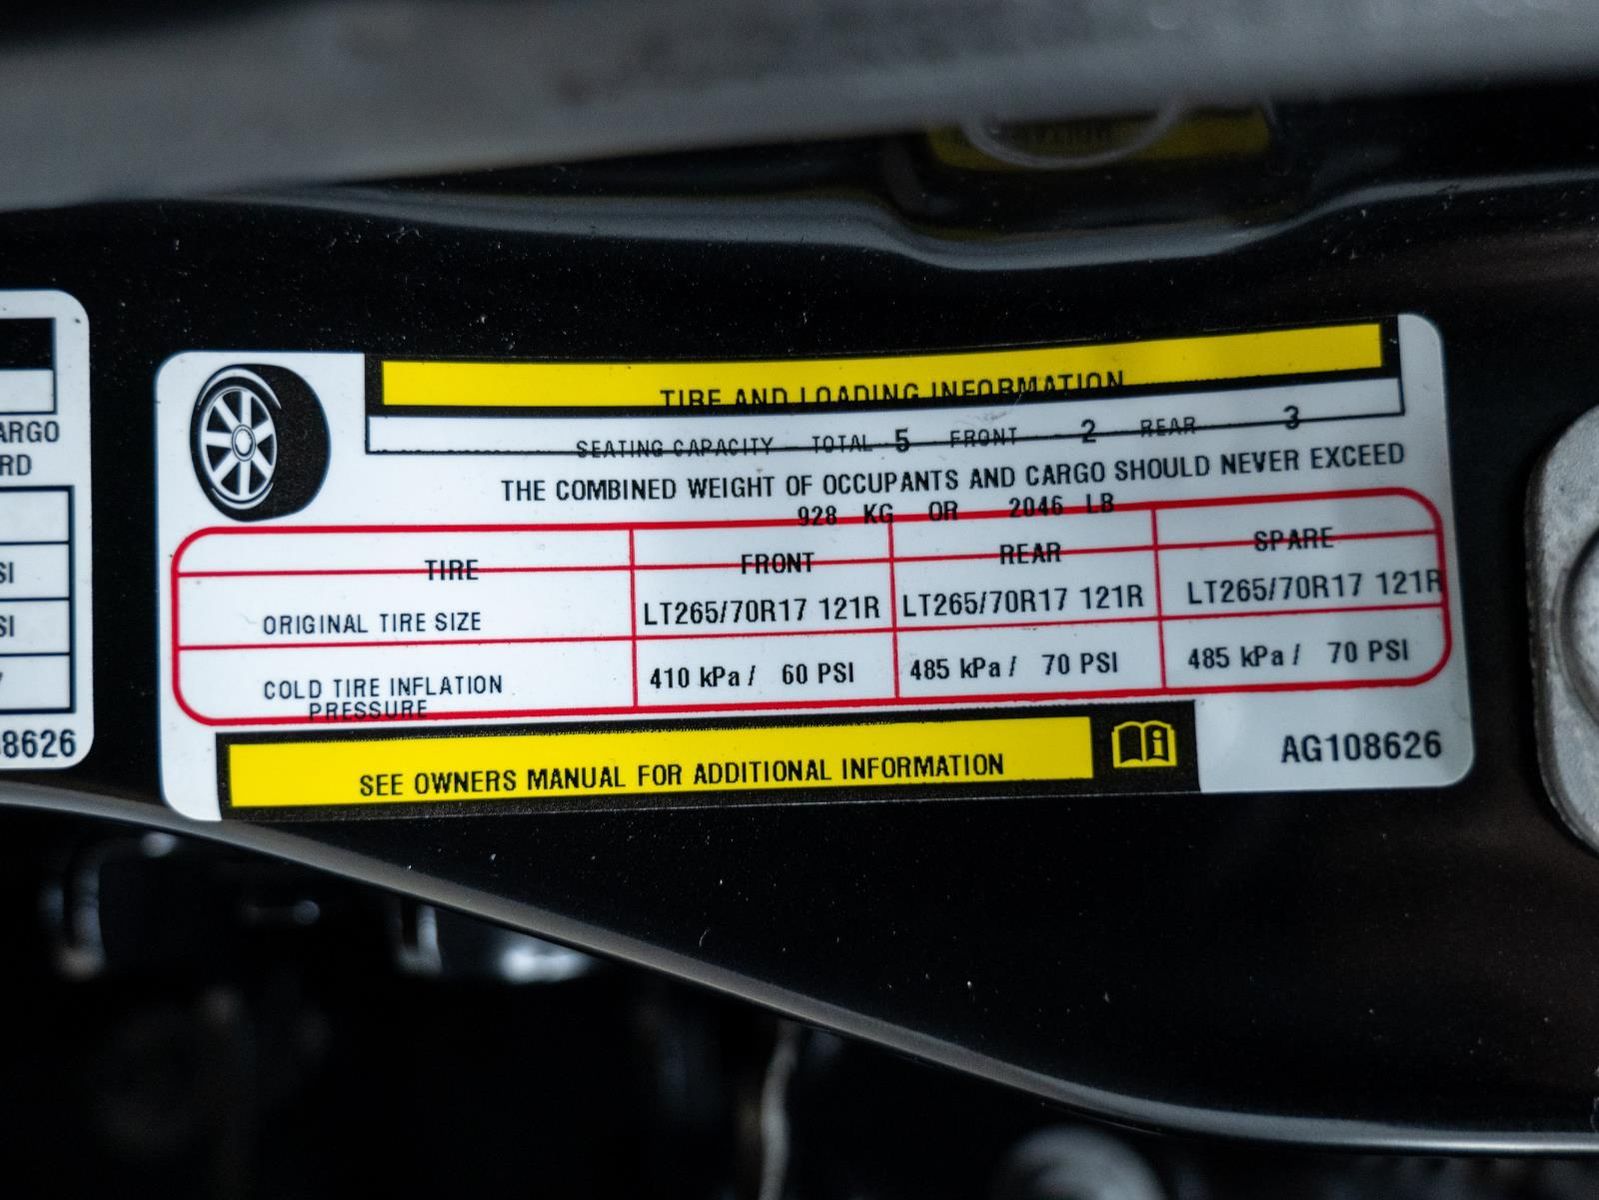 ARGO
RD
SI
SI
8626
TIRE AND LOADING INFORMATION
SEATING CAPACITY TOTAL 5 FRONT 2 REAR 3
THE COMBINED WEIGHT OF OCCUPANTS AND CARGO SHOULD NEVER EXCEED
928 KG OR 2046 LB
TIRE FRONT REAR SPARE
ORIGINAL TIRE SIZE LT265/70R17 121R LT265/70R17 121R LT265/70R17 121R
COLD TIRE INFLATION PRESSURE 410 kPa / 60 PSI 485 kPa / 70 PSI 485 kPa / 70 PSI
SEE OWNERS MANUAL FOR ADDITIONAL INFORMATION
AG108626